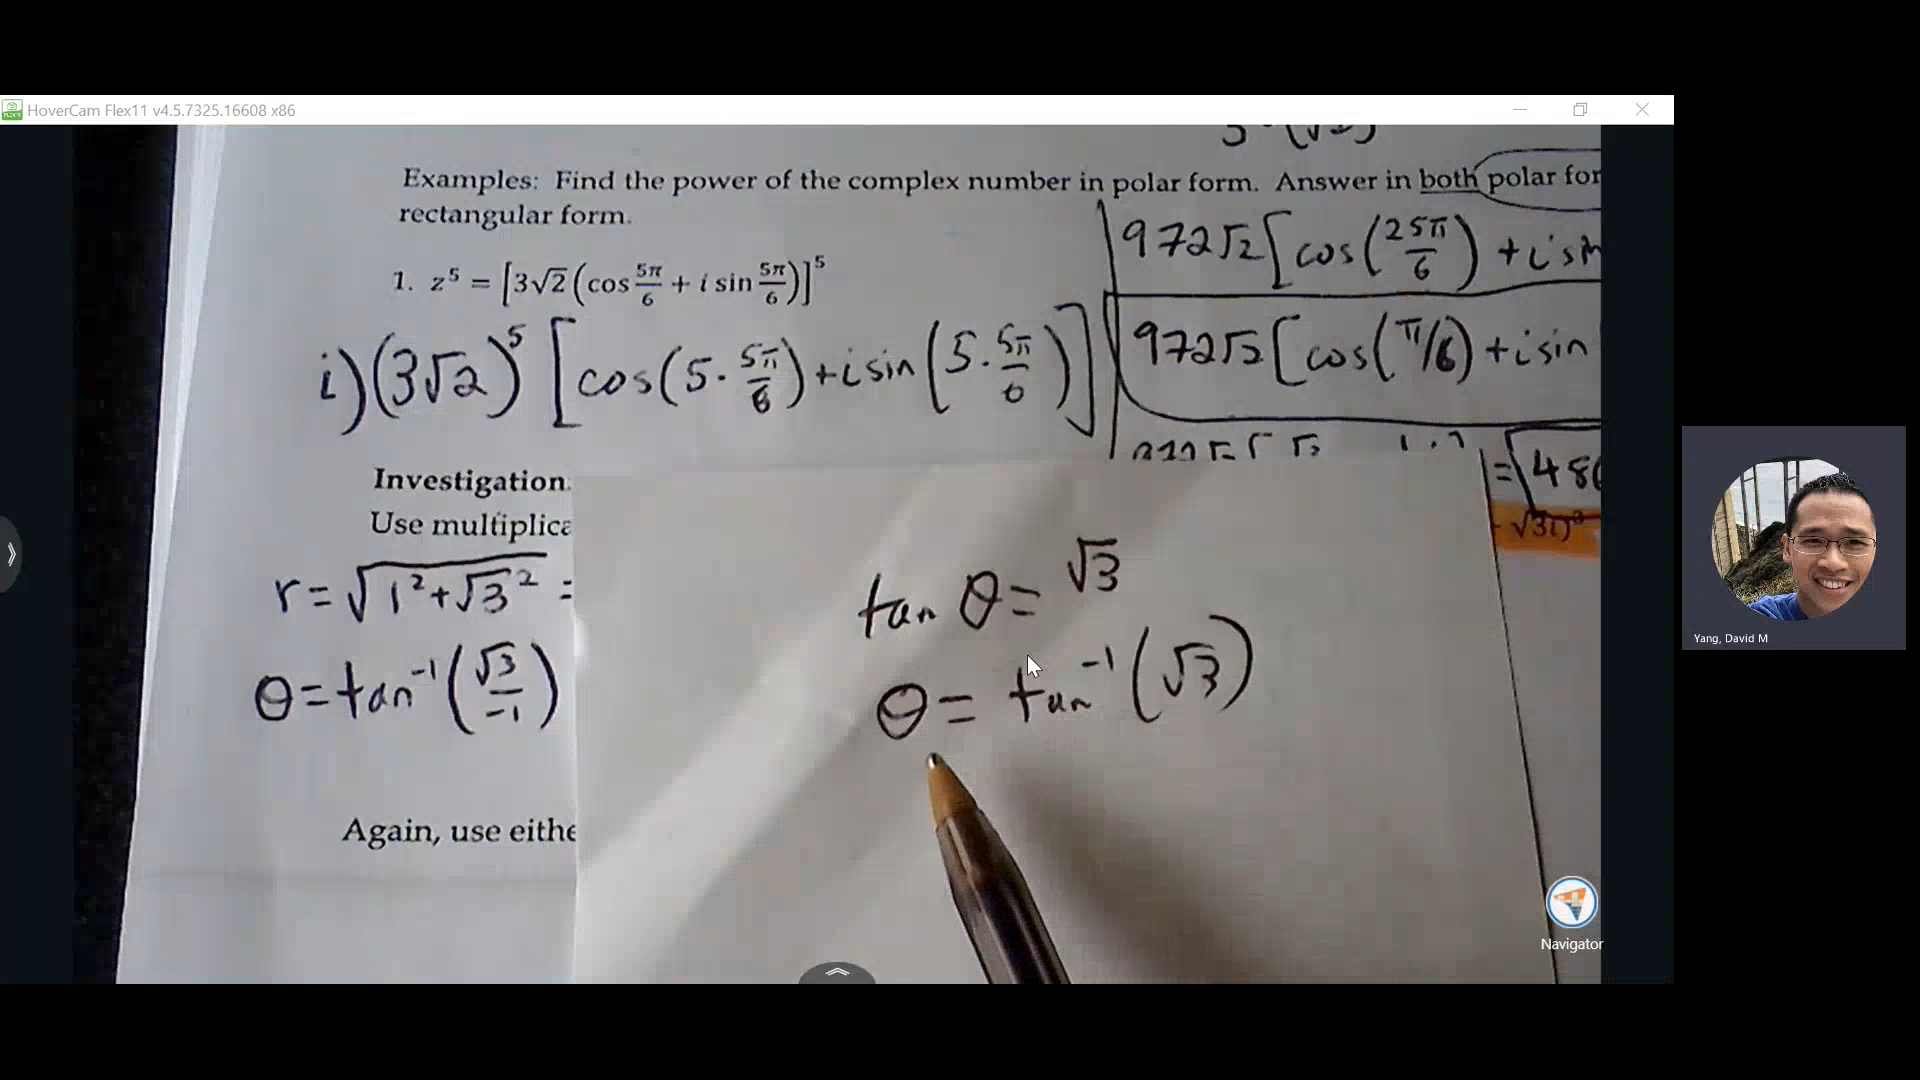 HoverCam Flex11 v4.5.7325.16608 x86
Examples: Find the power of the complex number in polar form. Answer in both polar for
rectangular form.
1. z⁵ = [3√2(cos 5π/6 + i sin 5π/6)]⁵
i) (3√2)⁵ [cos(5·5π/6) + i sin(5·5π/6)]
972√2[cos(25π/6) + i sin
972√2[cos(π/6) + i sin
= √48
Investigation
Use multiplica
r = √1² + √3² =
θ = tan⁻¹(√3/-1)
Again, use eithe
tan θ = √3
θ = tan⁻¹(√3)
Navigator
Yang, David M